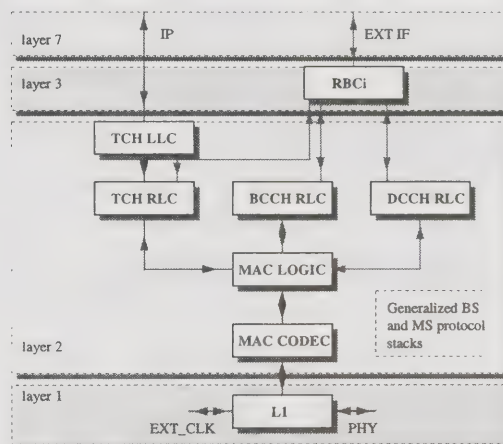 layer 7
IP
EXT IF
layer 3
RBCi
TCH LLC
TCH RLC
BCCH RLC
DCCH RLC
MAC LOGIC
MAC CODEC
Generalized BS
and MS protocol
stacks
layer 2
layer 1
L1
EXT_CLK
PHY